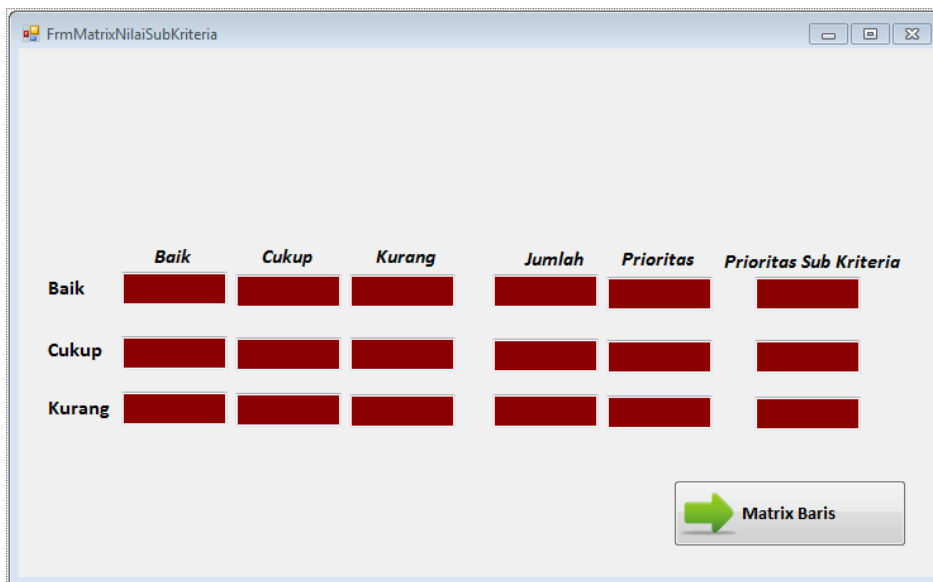 FrmMatrixNilaiSubKriteria
Baik Cukup Kurang Jumlah Prioritas Prioritas Sub Kriteria
Baik
Cukup
Kurang
Matrix Baris